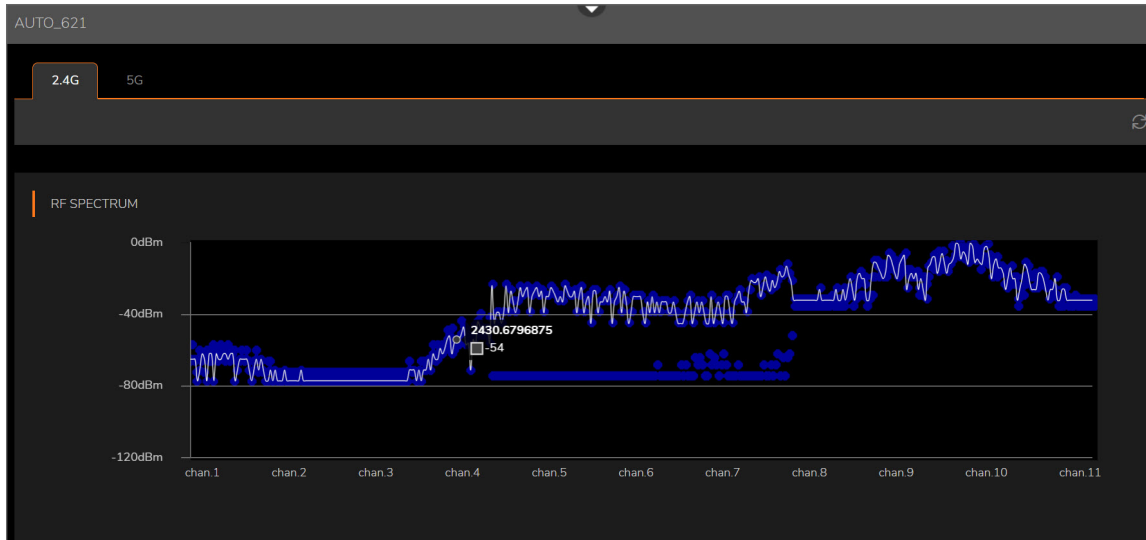 AUTO_621
2.4G 5G
RF SPECTRUM
0dBm
-40dBm
2430.6796875
-54
-80dBm
-120dBm
chan.1 chan.2 chan.3 chan.4 chan.5 chan.6 chan.7 chan.8 chan.9 chan.10 chan.11